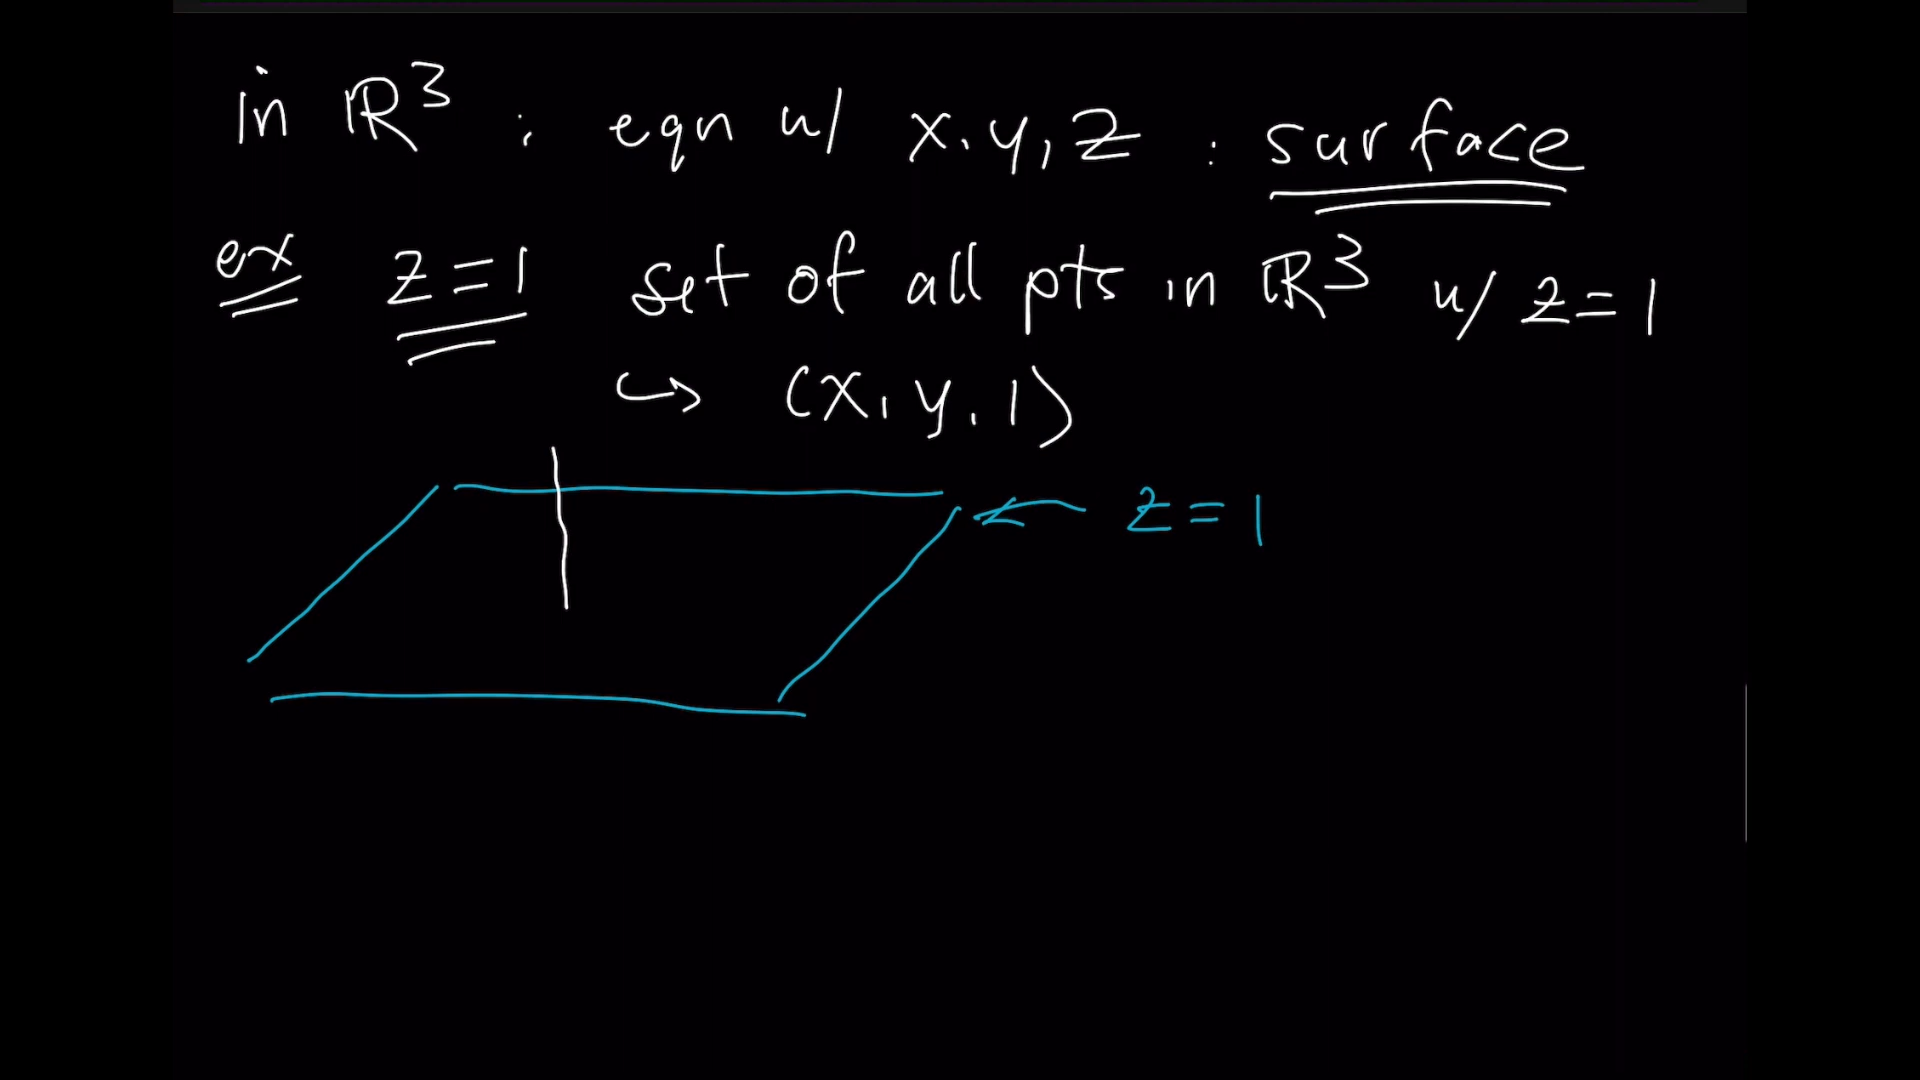 in ℝ³ : eqn w/ x, y, z : surface
ex z=1 set of all pts in ℝ³ w/ z=1
↪ (x, y, 1)
← z=1